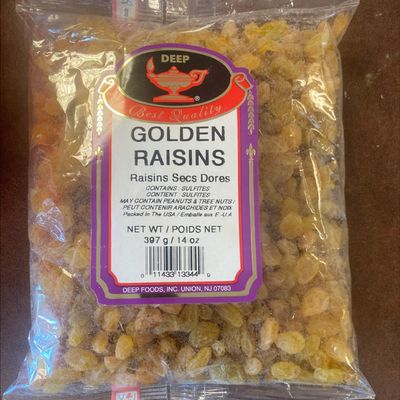 DEEP
®
Best Quality
GOLDEN
RAISINS
Raisins Secs Dores
CONTAINS : SULFITES
CONTIENT : SULFITES
MAY CONTAIN PEANUTS & TREE NUTS /
PEUT CONTENIR ARACHIDES ET NOIX
Packed In The USA / Emballe aux E.-U.A
NET WT / POIDS NET
397 g / 14 oz
0 11433 13344 9
DEEP FOODS, INC. UNION, NJ 07083